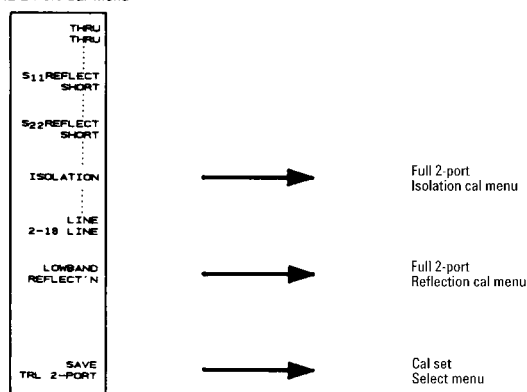 THRU
THRU
S11REFLECT
SHORT
S22REFLECT
SHORT
ISOLATION
Full 2-port
Isolation cal menu
LINE
2-18 LINE
LOWBAND
REFLECT'N
Full 2-port
Reflection cal menu
SAVE
TRL 2-PORT
Cal set
Select menu